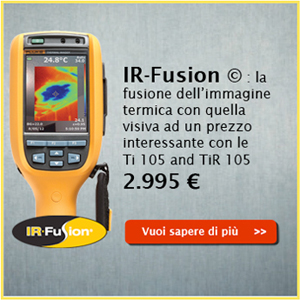 24.8°C
IR-Fusion © : la
fusione dell'immagine
termica con quella
visiva ad un prezzo
interessante con le
Ti 105 and TiR 105
2.995 €
IR-Fusion®
Vuoi sapere di più >>